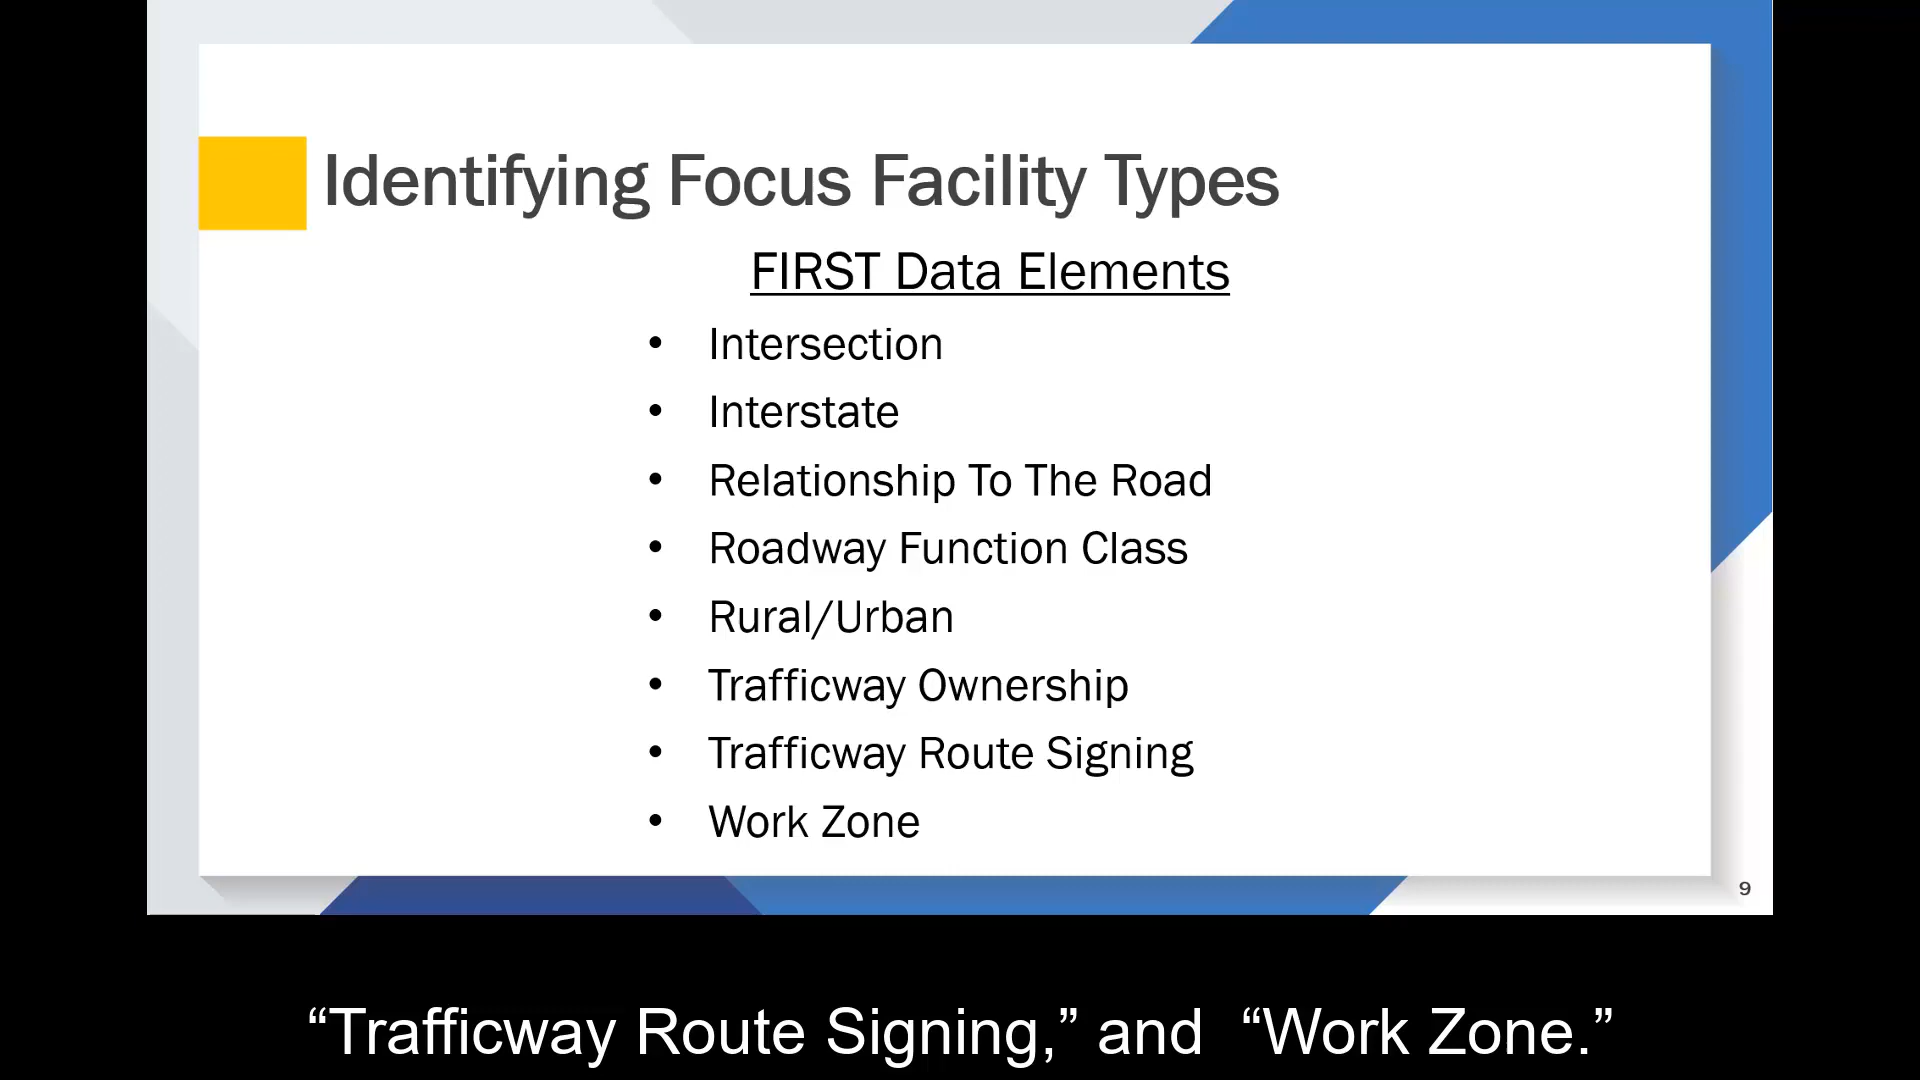 Identifying Focus Facility Types
FIRST Data Elements
• Intersection
• Interstate
• Relationship To The Road
• Roadway Function Class
• Rural/Urban
• Trafficway Ownership
• Trafficway Route Signing
• Work Zone
9
“Trafficway Route Signing,” and  “Work Zone.”